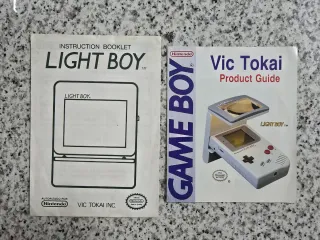 INSTRUCTION BOOKLET
LIGHT BOY
LIGHT BOY
Nintendo
VIC TOKAI INC.
Nintendo
GAME BOY
Vic Tokai
Product Guide
LIGHT BOY